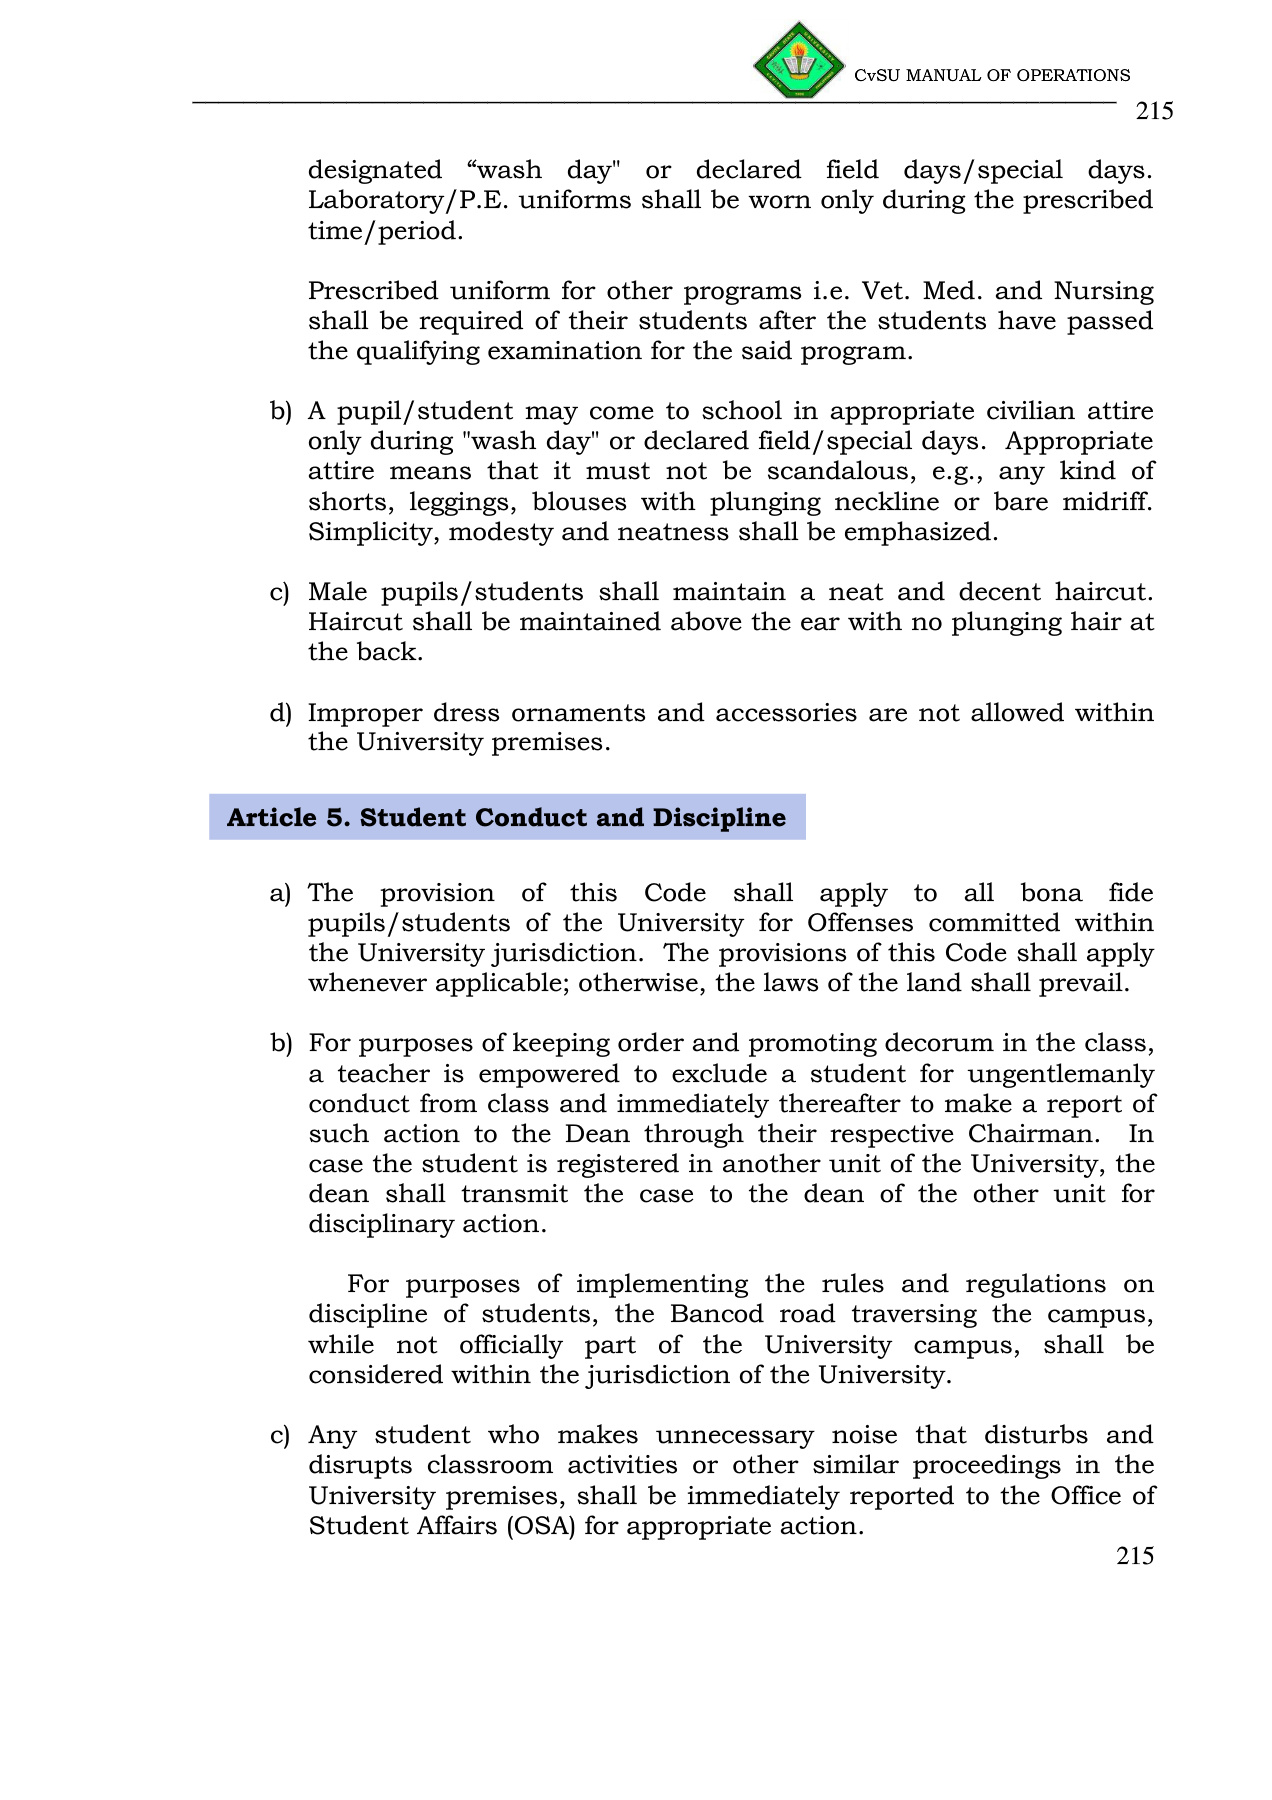 CvSU MANUAL OF OPERATIONS
215
designated “wash day" or declared field days/special days.
Laboratory/P.E. uniforms shall be worn only during the prescribed
time/period.
Prescribed uniform for other programs i.e. Vet. Med. and Nursing
shall be required of their students after the students have passed
the qualifying examination for the said program.
b) A pupil/student may come to school in appropriate civilian attire
only during "wash day" or declared field/special days. Appropriate
attire means that it must not be scandalous, e.g., any kind of
shorts, leggings, blouses with plunging neckline or bare midriff.
Simplicity, modesty and neatness shall be emphasized.
c) Male pupils/students shall maintain a neat and decent haircut.
Haircut shall be maintained above the ear with no plunging hair at
the back.
d) Improper dress ornaments and accessories are not allowed within
the University premises.
Article 5. Student Conduct and Discipline
a) The provision of this Code shall apply to all bona fide
pupils/students of the University for Offenses committed within
the University jurisdiction. The provisions of this Code shall apply
whenever applicable; otherwise, the laws of the land shall prevail.
b) For purposes of keeping order and promoting decorum in the class,
a teacher is empowered to exclude a student for ungentlemanly
conduct from class and immediately thereafter to make a report of
such action to the Dean through their respective Chairman. In
case the student is registered in another unit of the University, the
dean shall transmit the case to the dean of the other unit for
disciplinary action.
For purposes of implementing the rules and regulations on
discipline of students, the Bancod road traversing the campus,
while not officially part of the University campus, shall be
considered within the jurisdiction of the University.
c) Any student who makes unnecessary noise that disturbs and
disrupts classroom activities or other similar proceedings in the
University premises, shall be immediately reported to the Office of
Student Affairs (OSA) for appropriate action.
215